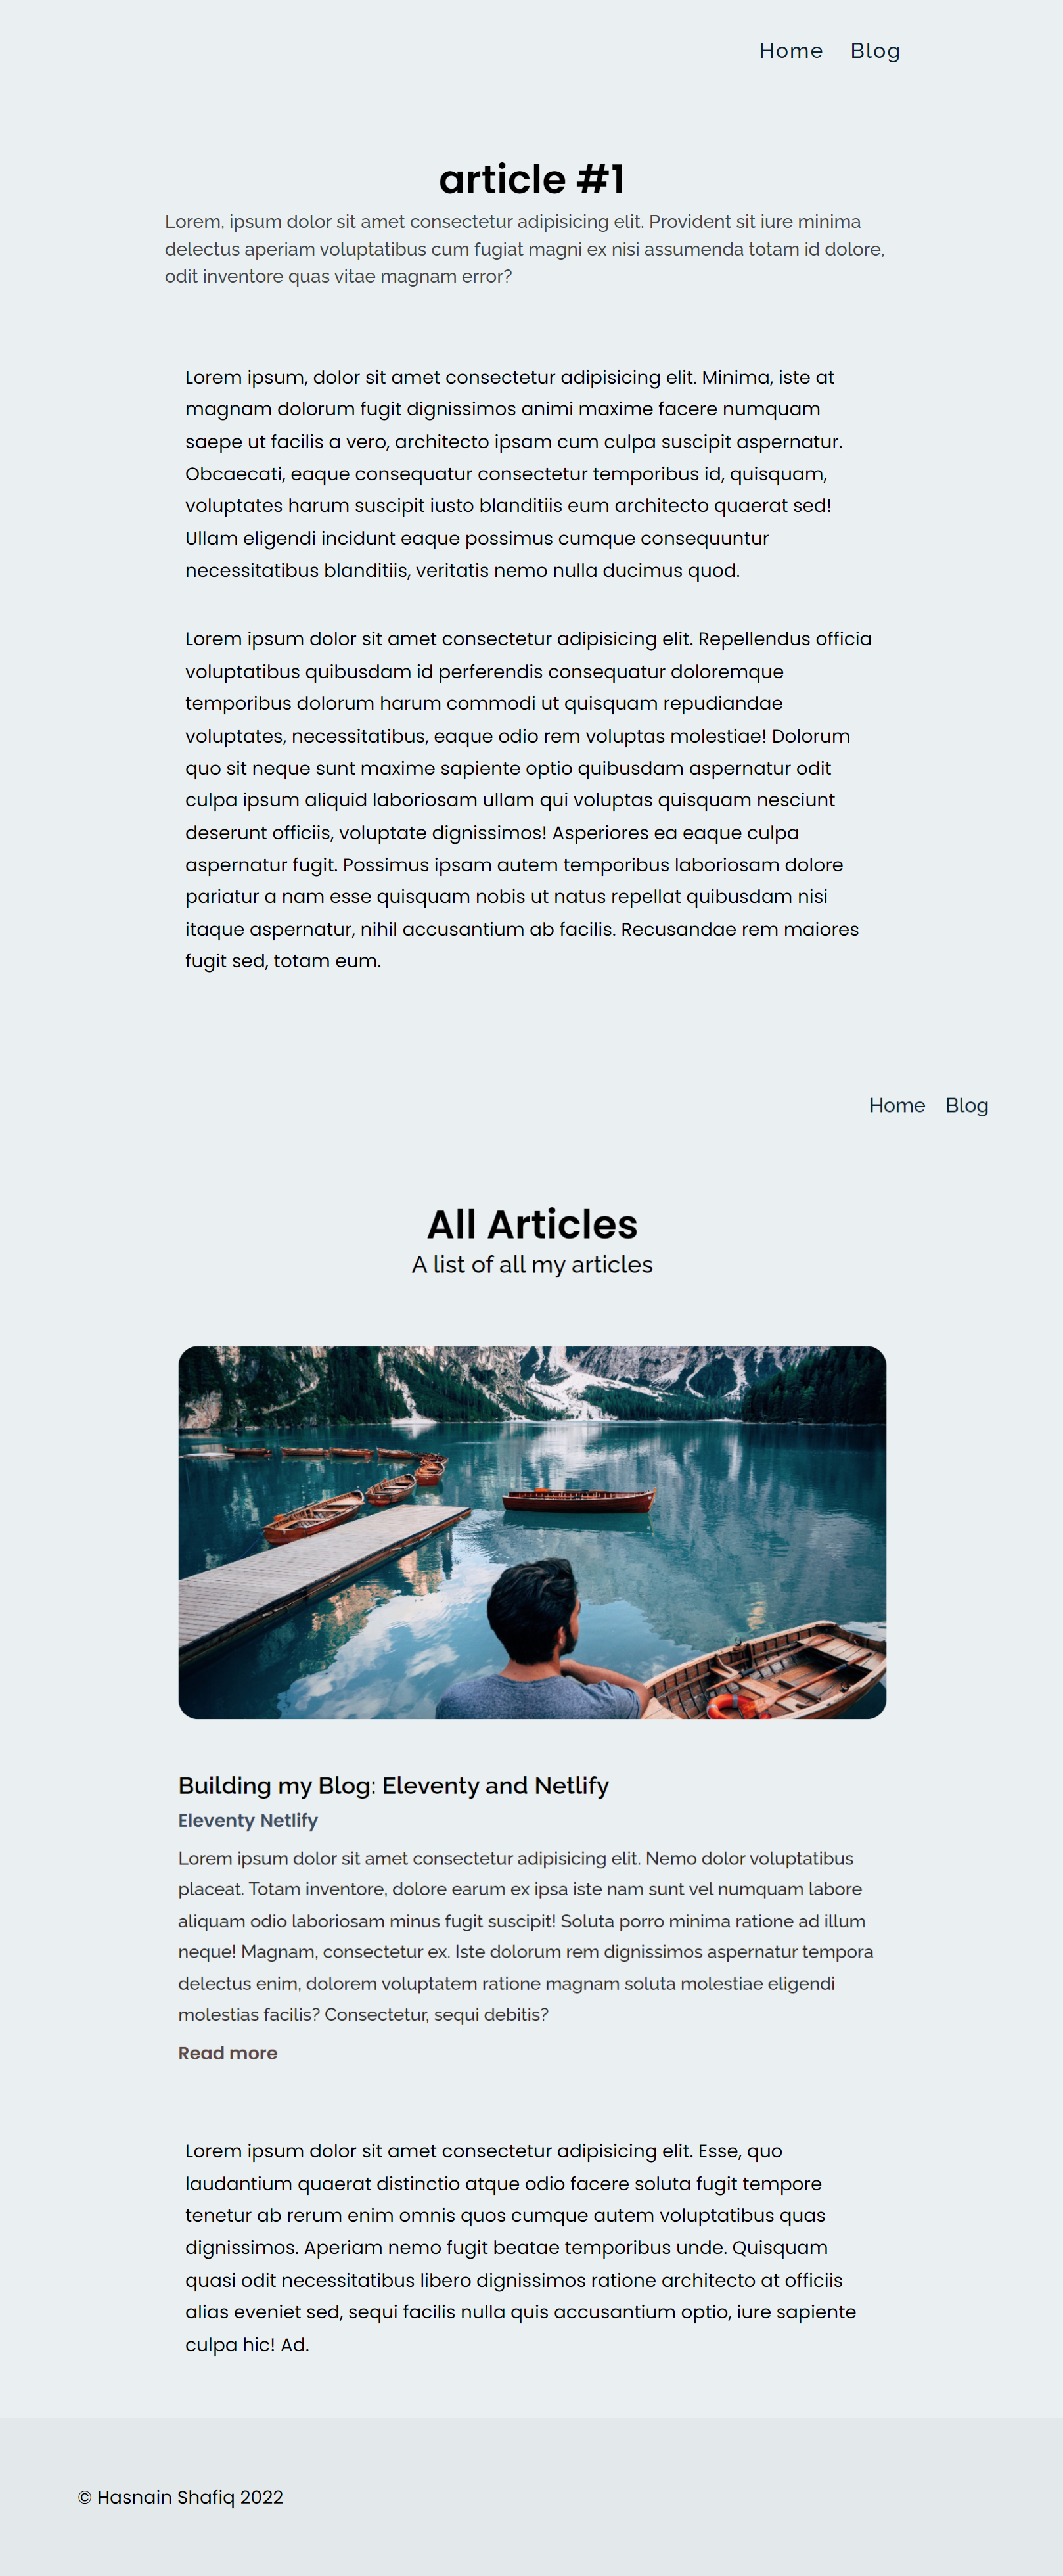 Home Blog
article #1
Lorem, ipsum dolor sit amet consectetur adipisicing elit. Provident sit iure minima
delectus aperiam voluptatibus cum fugiat magni ex nisi assumenda totam id dolore,
odit inventore quas vitae magnam error?
Lorem ipsum, dolor sit amet consectetur adipisicing elit. Minima, iste at
magnam dolorum fugit dignissimos animi maxime facere numquam
saepe ut facilis a vero, architecto ipsam cum culpa suscipit aspernatur.
Obcaecati, eaque consequatur consectetur temporibus id, quisquam,
voluptates harum suscipit iusto blanditiis eum architecto quaerat sed!
Ullam eligendi incidunt eaque possimus cumque consequuntur
necessitatibus blanditiis, veritatis nemo nulla ducimus quod.
Lorem ipsum dolor sit amet consectetur adipisicing elit. Repellendus officia
voluptatibus quibusdam id perferendis consequatur doloremque
temporibus dolorum harum commodi ut quisquam repudiandae
voluptates, necessitatibus, eaque odio rem voluptas molestiae! Dolorum
quo sit neque sunt maxime sapiente optio quibusdam aspernatur odit
culpa ipsum aliquid laboriosam ullam qui voluptas quisquam nesciunt
deserunt officiis, voluptate dignissimos! Asperiores ea eaque culpa
aspernatur fugit. Possimus ipsam autem temporibus laboriosam dolore
pariatur a nam esse quisquam nobis ut natus repellat quibusdam nisi
itaque aspernatur, nihil accusantium ab facilis. Recusandae rem maiores
fugit sed, totam eum.
Home Blog
All Articles
A list of all my articles
Building my Blog: Eleventy and Netlify
Eleventy Netlify
Lorem ipsum dolor sit amet consectetur adipisicing elit. Nemo dolor voluptatibus
placeat. Totam inventore, dolore earum ex ipsa iste nam sunt vel numquam labore
aliquam odio laboriosam minus fugit suscipit! Soluta porro minima ratione ad illum
neque! Magnam, consectetur ex. Iste dolorum rem dignissimos aspernatur tempora
delectus enim, dolorem voluptatem ratione magnam soluta molestiae eligendi
molestias facilis? Consectetur, sequi debitis?
Read more
Lorem ipsum dolor sit amet consectetur adipisicing elit. Esse, quo
laudantium quaerat distinctio atque odio facere soluta fugit tempore
tenetur ab rerum enim omnis quos cumque autem voluptatibus quas
dignissimos. Aperiam nemo fugit beatae temporibus unde. Quisquam
quasi odit necessitatibus libero dignissimos ratione architecto at officiis
alias eveniet sed, sequi facilis nulla quis accusantium optio, iure sapiente
culpa hic! Ad.
© Hasnain Shafiq 2022